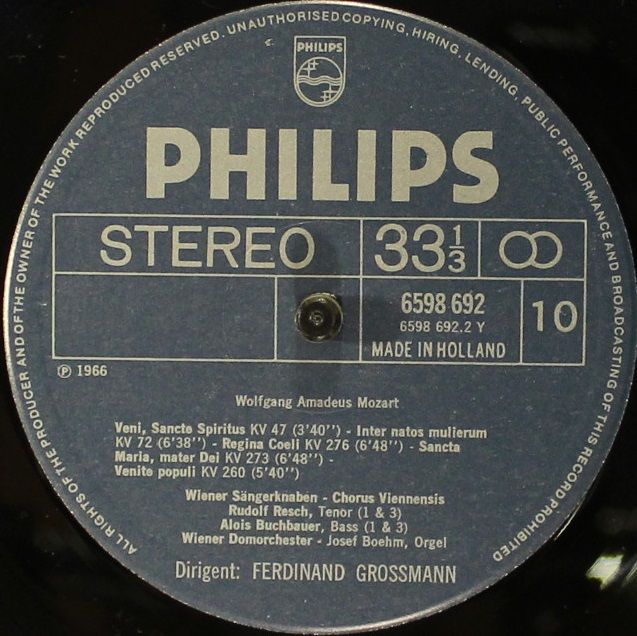 ALL RIGHTS OF THE PRODUCER AND OF THE OWNER OF THE WORK REPRODUCED RESERVED. UNAUTHORISED COPYING, HIRING, LENDING, PUBLIC PERFORMANCE AND BROADCASTING OF THIS RECORD PROHIBITED
PHILIPS
PHILIPS
STEREO 33 1/3
6598 692
6598 692.2 Y
10
MADE IN HOLLAND
Ⓟ 1966
Wolfgang Amadeus Mozart
Veni, Sancte Spiritus KV 47 (3'40'') - Inter natos mulierum
KV 72 (6'38'') - Regina Coeli KV 276 (6'48'') - Sancta
Maria, mater Dei KV 273 (6'48'') -
Venite populi KV 260 (5'40'')
Wiener Sängerknaben - Chorus Viennensis
Rudolf Resch, Tenor (1 & 3)
Alois Buchbauer, Bass (1 & 3)
Wiener Domorchester - Josef Boehm, Orgel
Dirigent: FERDINAND GROSSMANN